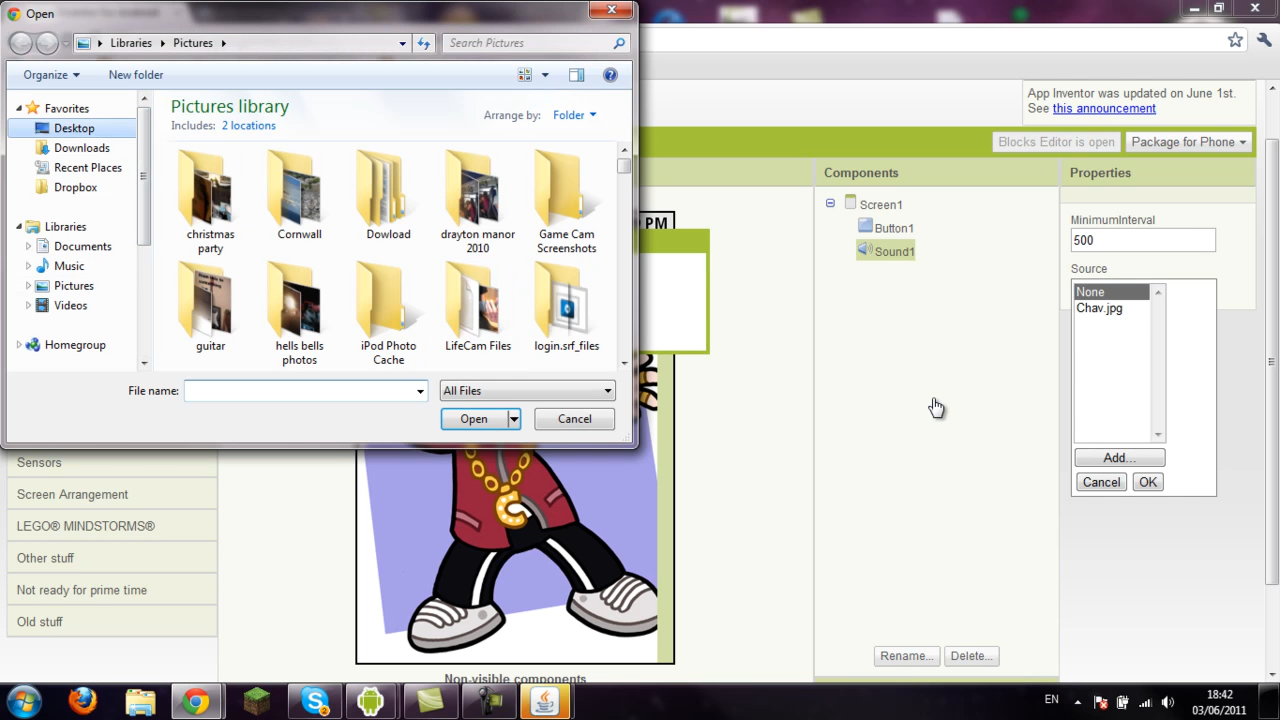 Open
Libraries
Pictures
Search Pictures
Organize
New folder
Favorites
Desktop
Downloads
Recent Places
Dropbox
Libraries
Documents
Music
Pictures
Videos
Homegroup
Pictures library
Includes: 2 locations
Arrange by: Folder
christmas
party
Cornwall
Dowload
drayton manor
2010
Game Cam
Screenshots
guitar
hells bells
photos
iPod Photo
Cache
LifeCam Files
login.srf_files
File name:
All Files
Open
Cancel
App Inventor was updated on June 1st.
See this announcement
Blocks Editor is open
Package for Phone
PM
Components
Screen1
Button1
Sound1
Rename...
Delete...
Properties
MinimumInterval
500
Source
None
Chav.jpg
Add...
Cancel
OK
Sensors
Screen Arrangement
LEGO® MINDSTORMS®
Other stuff
Not ready for prime time
Old stuff
Non-visible components
2
EN
18:42
03/06/2011